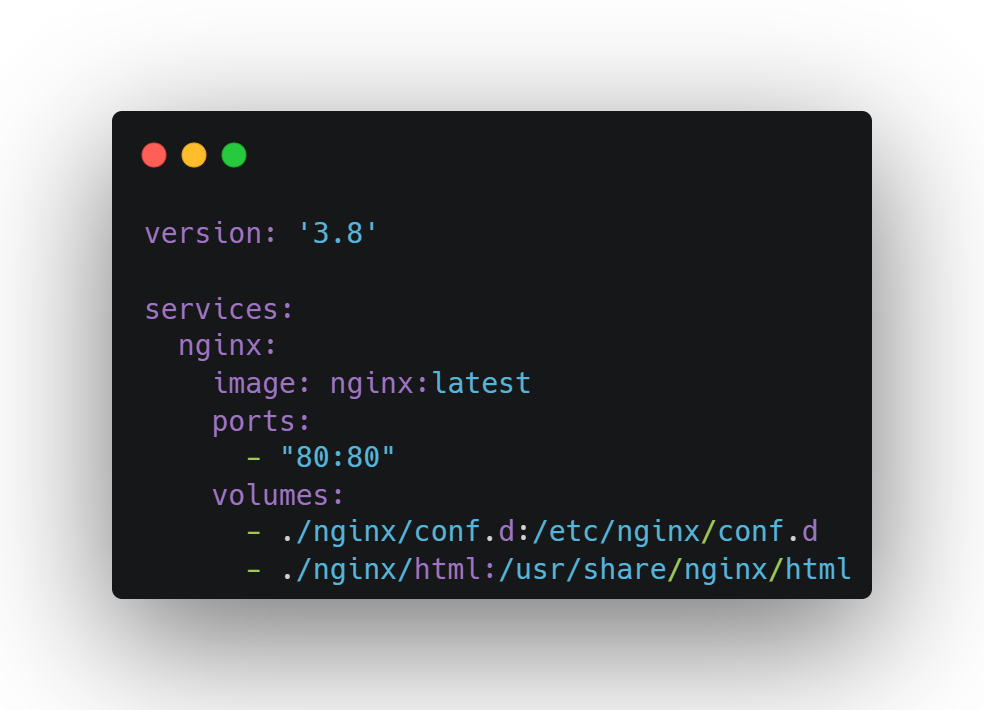 version: '3.8'

services:
  nginx:
    image: nginx:latest
    ports:
      - "80:80"
    volumes:
      - ./nginx/conf.d:/etc/nginx/conf.d
      - ./nginx/html:/usr/share/nginx/html